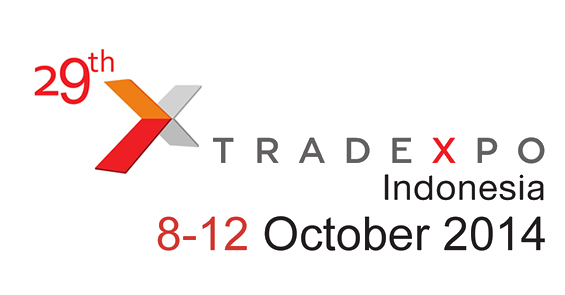 29th
TRADEXPO
Indonesia
8-12 October 2014